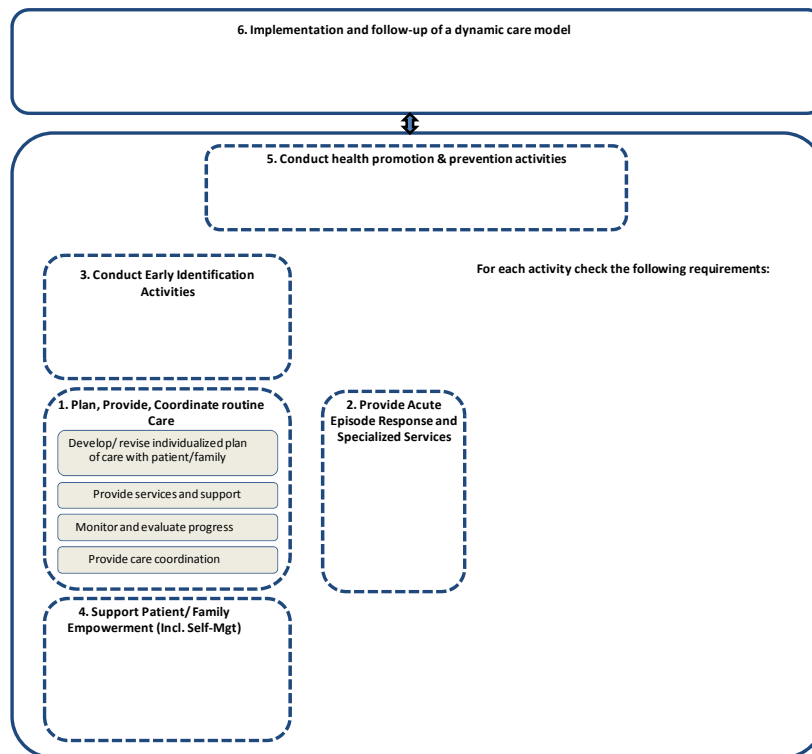 6. Implementation and follow-up of a dynamic care model
5. Conduct health promotion & prevention activities
3. Conduct Early Identification
Activities
For each activity check the following requirements:
1. Plan, Provide, Coordinate routine
Care
Develop/ revise individualized plan
of care with patient/family
Provide services and support
Monitor and evaluate progress
Provide care coordination
2. Provide Acute
Episode Response and
Specialized Services
4. Support Patient/ Family
Empowerment (Incl. Self-Mgt)